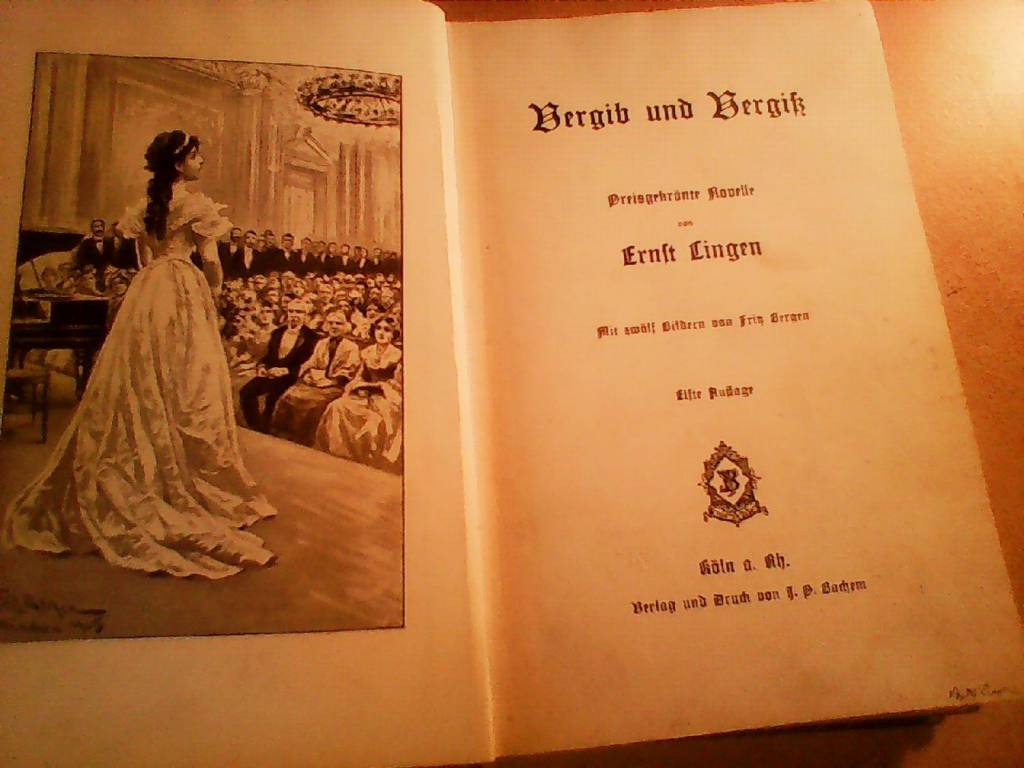 Vergib und Vergiß
Preisgekrönte Novelle
von
Ernst Lingen
Mit zwölf Bildern von Fritz Bergen
Elfte Auflage
B
Köln a. Rh.
Verlag und Druck von J. P. Bachem